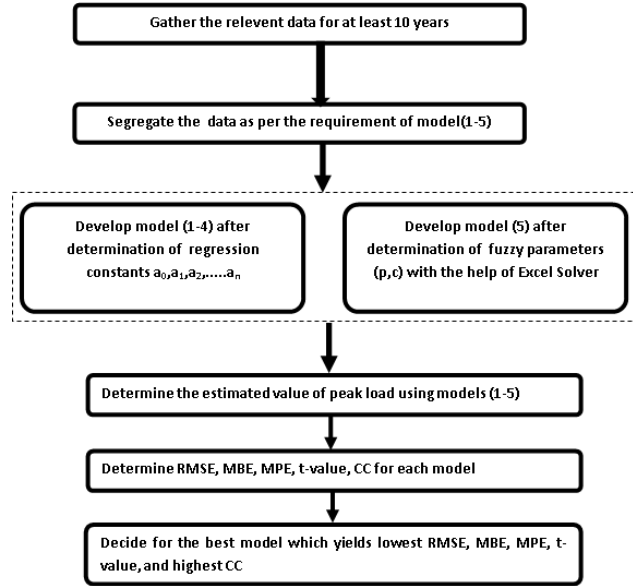 Gather the relevent data for at least 10 years
Segregate the data as per the requirement of model(1-5)
Develop model (1-4) after
determination of regression
constants a₀,a₁,a₂,.....aₙ
Develop model (5) after
determination of fuzzy parameters
(p,c) with the help of Excel Solver
Determine the estimated value of peak load using models (1-5)
Determine RMSE, MBE, MPE, t-value, CC for each model
Decide for the best model which yields lowest RMSE, MBE, MPE, t-
value, and highest CC